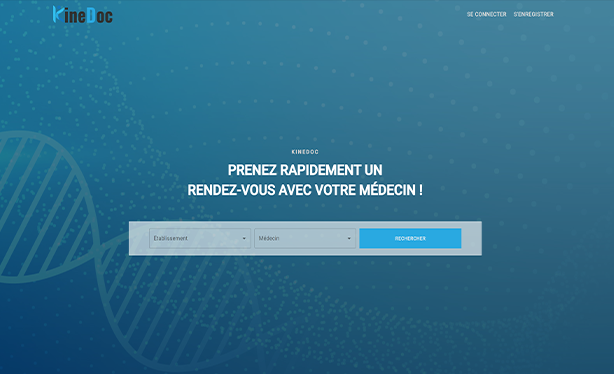 KineDoc
SE CONNECTER S'ENREGISTRER
KINEDOC
PRENEZ RAPIDEMENT UN
RENDEZ-VOUS AVEC VOTRE MÉDECIN !
Etablissement
Médecin
RECHERCHER